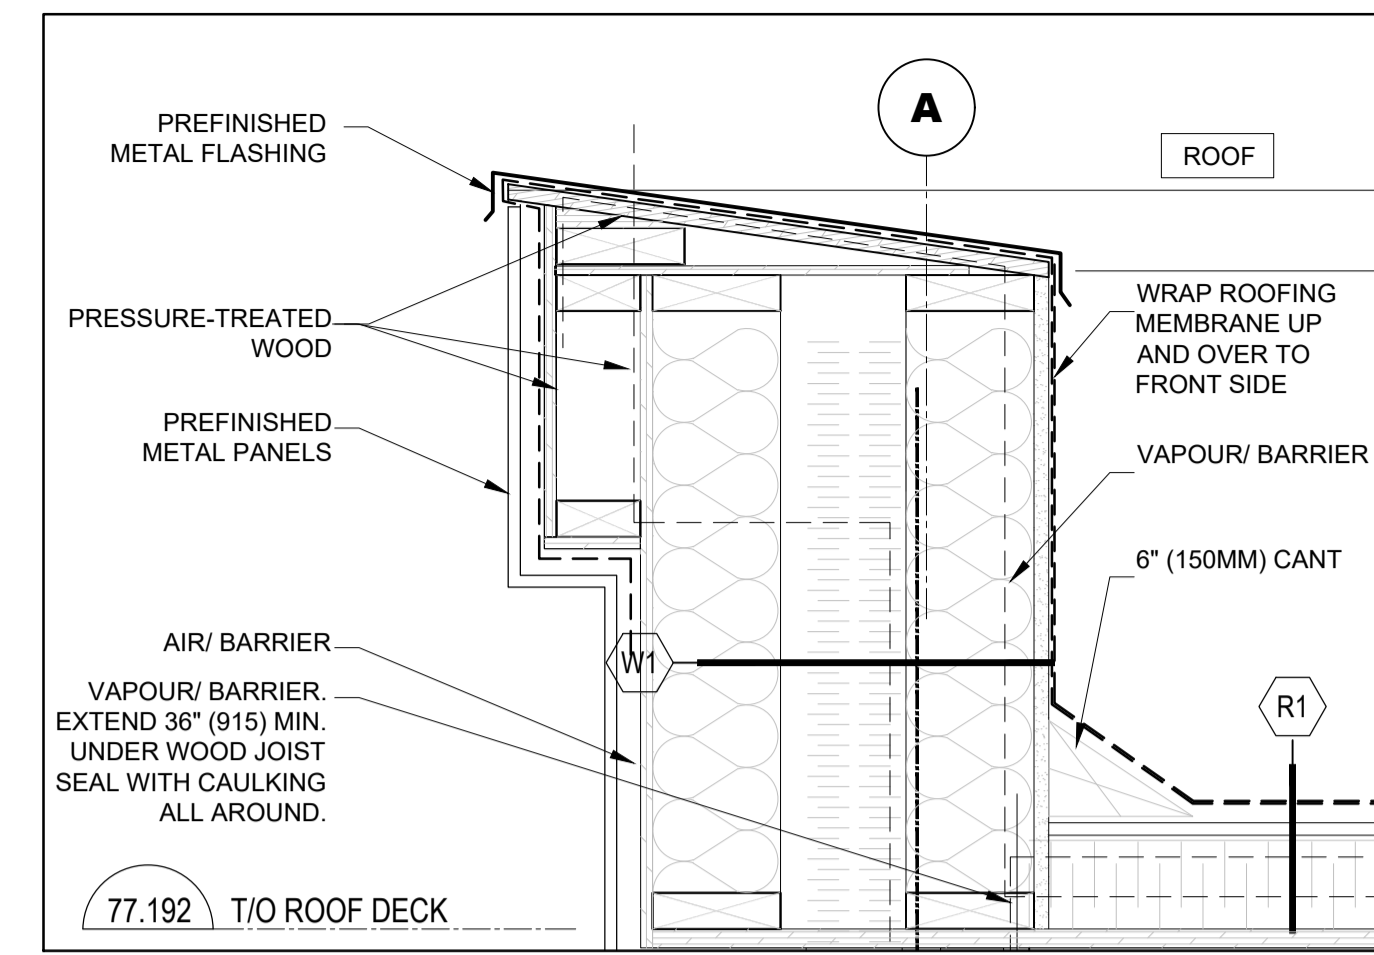 PREFINISHED
METAL FLASHING
A
ROOF
PRESSURE-TREATED
WOOD
WRAP ROOFING
MEMBRANE UP
AND OVER TO
FRONT SIDE
PREFINISHED
METAL PANELS
VAPOUR/ BARRIER
6" (150MM) CANT
AIR/ BARRIER
W1
VAPOUR/ BARRIER.
EXTEND 36" (915) MIN.
UNDER WOOD JOIST
SEAL WITH CAULKING
ALL AROUND.
R1
77.192 T/O ROOF DECK